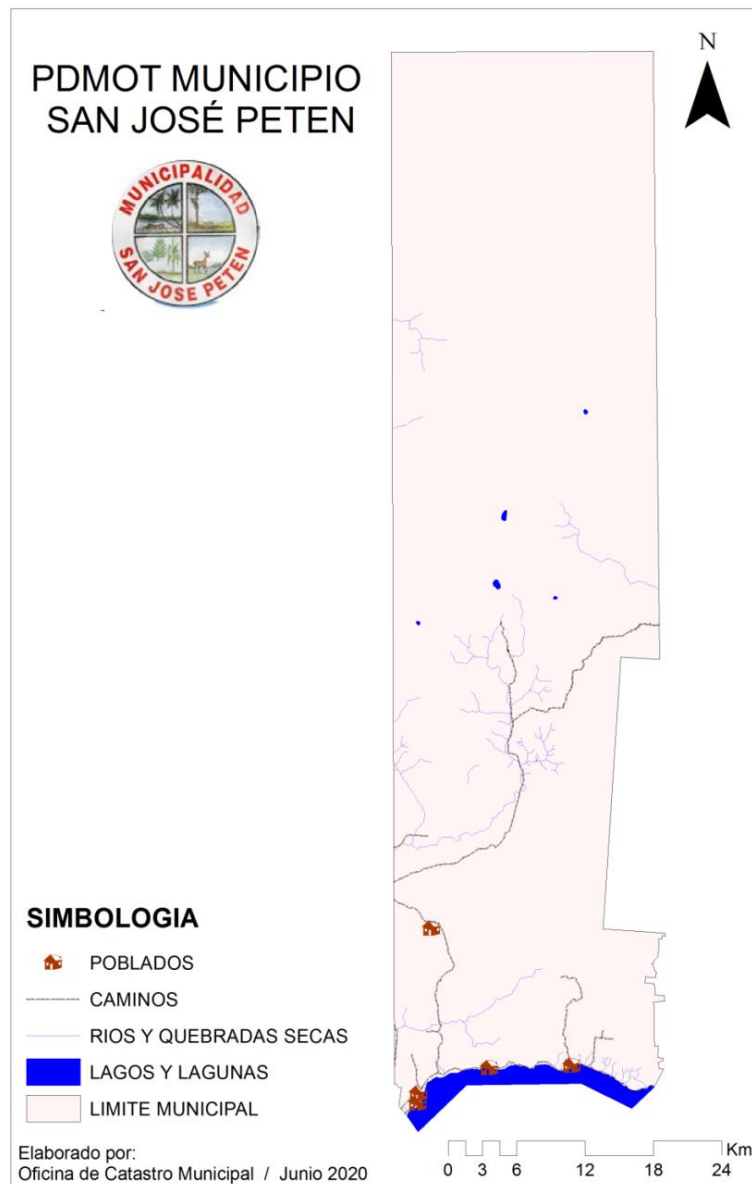 PDMOT MUNICIPIO
SAN JOSÉ PETEN
MUNICIPALIDAD
SAN JOSE PETEN
N
SIMBOLOGIA
POBLADOS
CAMINOS
RIOS Y QUEBRADAS SECAS
LAGOS Y LAGUNAS
LIMITE MUNICIPAL
Elaborado por:
Oficina de Catastro Municipal / Junio 2020
Km
0 3 6 12 18 24